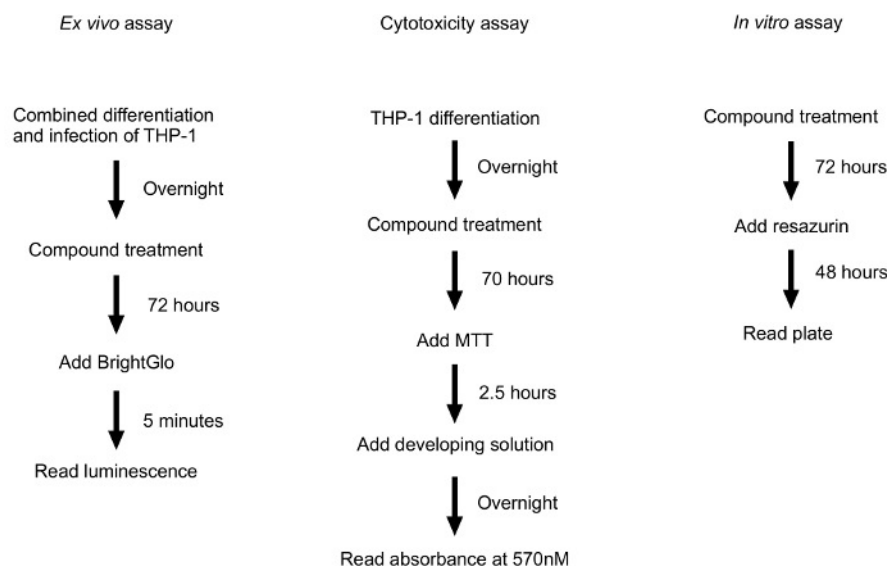 Ex vivo assay
Combined differentiation
and infection of THP-1
Overnight
Compound treatment
72 hours
Add BrightGlo
5 minutes
Read luminescence
Cytotoxicity assay
THP-1 differentiation
Overnight
Compound treatment
70 hours
Add MTT
2.5 hours
Add developing solution
Overnight
Read absorbance at 570nM
In vitro assay
Compound treatment
72 hours
Add resazurin
48 hours
Read plate